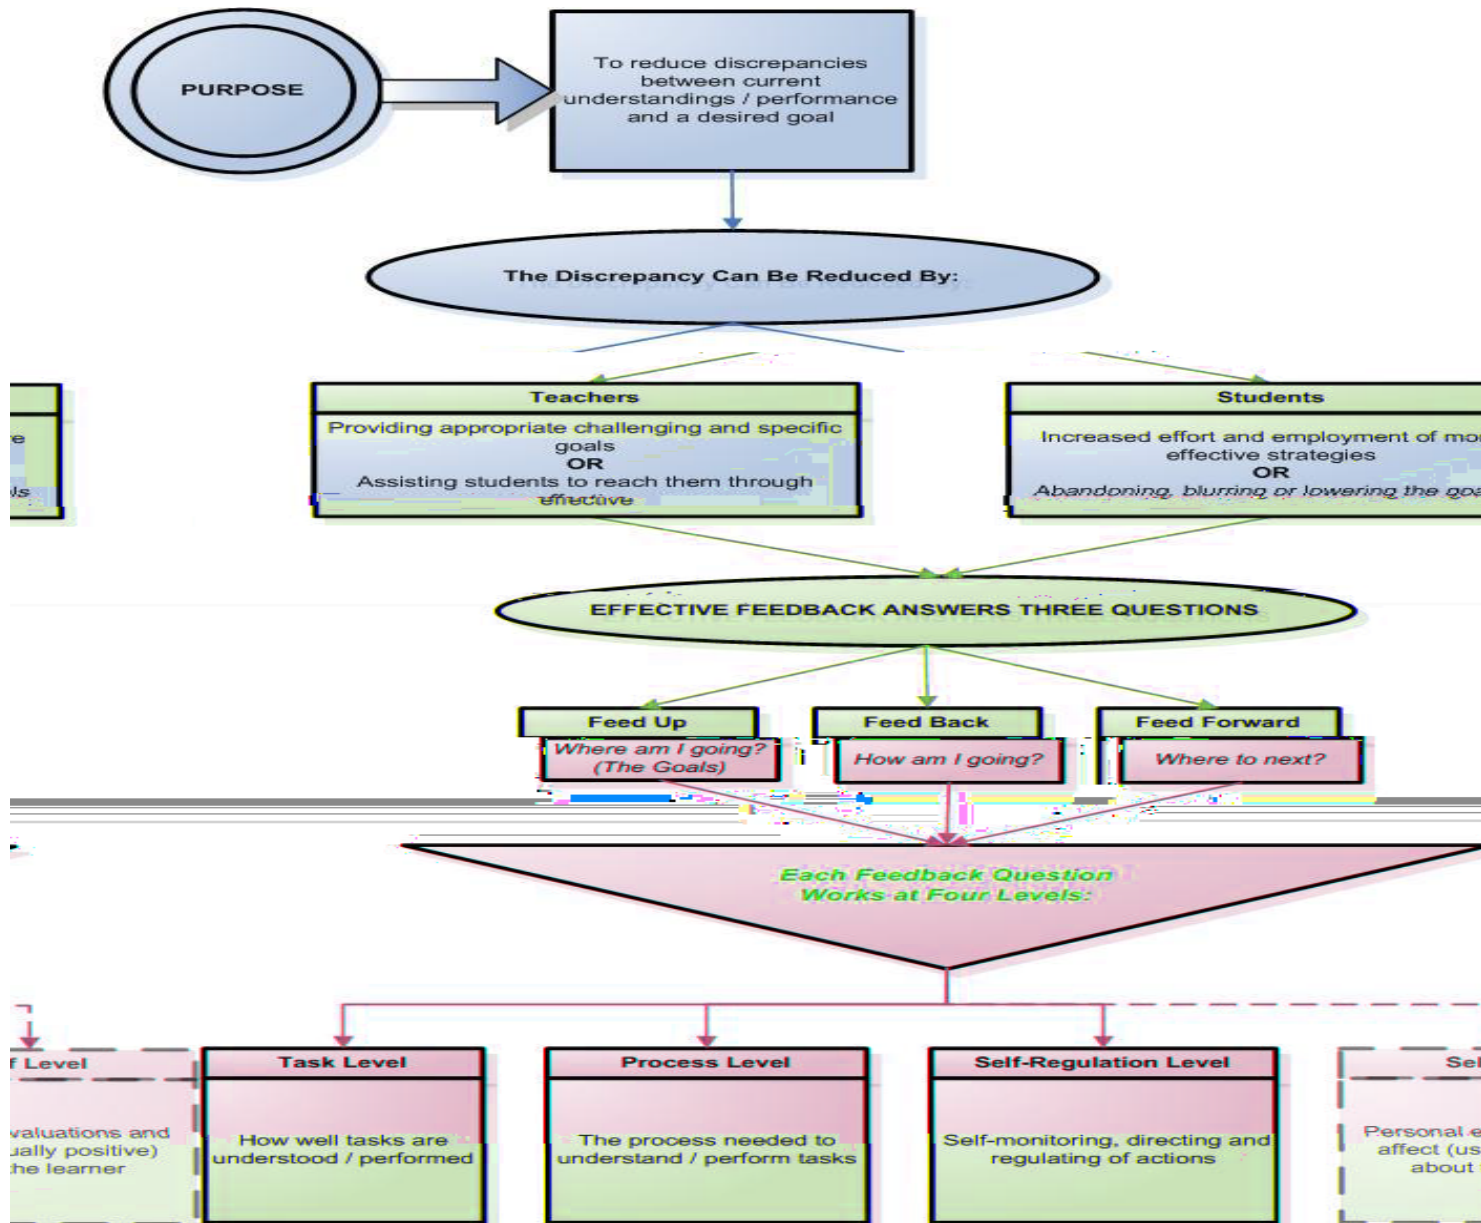 PURPOSE
To reduce discrepancies
between current
understandings / performance
and a desired goal
The Discrepancy Can Be Reduced By:
Teachers
Providing appropriate challenging and specific
goals
OR
Assisting students to reach them through
effective
Students
Increased effort and employment of mo
effective strategies
OR
Abandoning, blurring or lowering the goa
re
ls
EFFECTIVE FEEDBACK ANSWERS THREE QUESTIONS
Feed Up
Where am I going?
(The Goals)
Feed Back
How am I going?
Feed Forward
Where to next?
Each Feedback Question
Works at Four Levels:
f Level
valuations and
ually positive)
he learner
Task Level
How well tasks are
understood / performed
Process Level
The process needed to
understand / perform tasks
Self-Regulation Level
Self-monitoring, directing and
regulating of actions
Sel
Personal e
affect (us
about